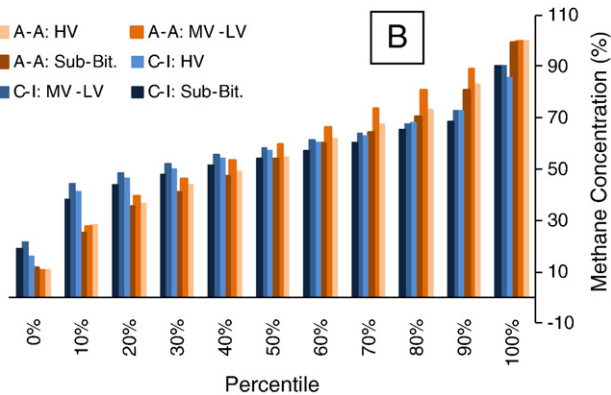 A-A: HV
A-A: MV -LV
A-A: Sub-Bit.
C-I: HV
C-I: MV -LV
C-I: Sub-Bit.
B
110
90
70
50
30
10
-10
Methane Concentration (%)
0%
10%
20%
30%
40%
50%
60%
70%
80%
90%
100%
Percentile